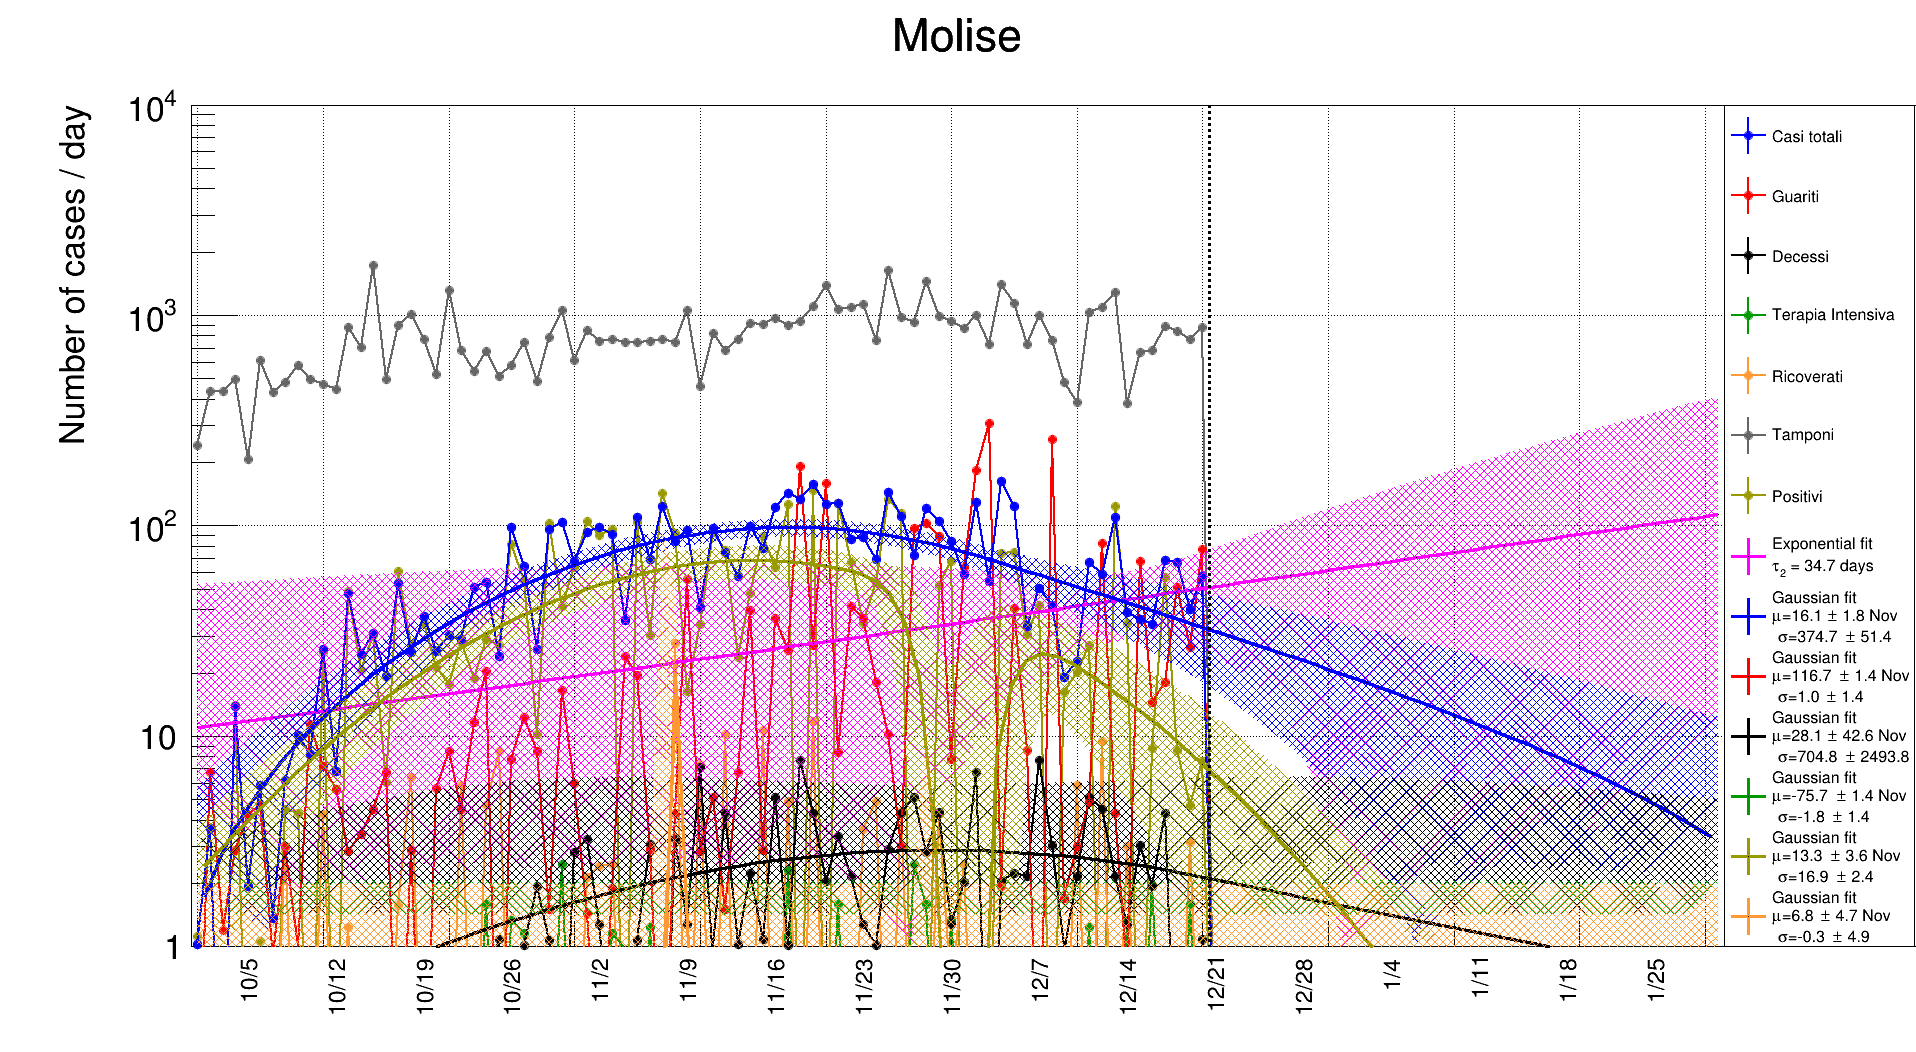 Molise
Number of cases / day
10^4
10^3
10^2
10
1
10/5
10/12
10/19
10/26
11/2
11/9
11/16
11/23
11/30
12/7
12/14
12/21
12/28
1/4
1/11
1/18
1/25
Casi totali
Guariti
Decessi
Terapia Intensiva
Ricoverati
Tamponi
Positivi
Exponential fit
τ₂ = 34.7 days
Gaussian fit
μ=16.1 ± 1.8 Nov
σ=374.7 ± 51.4
Gaussian fit
μ=116.7 ± 1.4 Nov
σ=1.0 ± 1.4
Gaussian fit
μ=28.1 ± 42.6 Nov
σ=704.8 ± 2493.8
Gaussian fit
μ=-75.7 ± 1.4 Nov
σ=-1.8 ± 1.4
Gaussian fit
μ=13.3 ± 3.6 Nov
σ=16.9 ± 2.4
Gaussian fit
μ=6.8 ± 4.7 Nov
σ=-0.3 ± 4.9